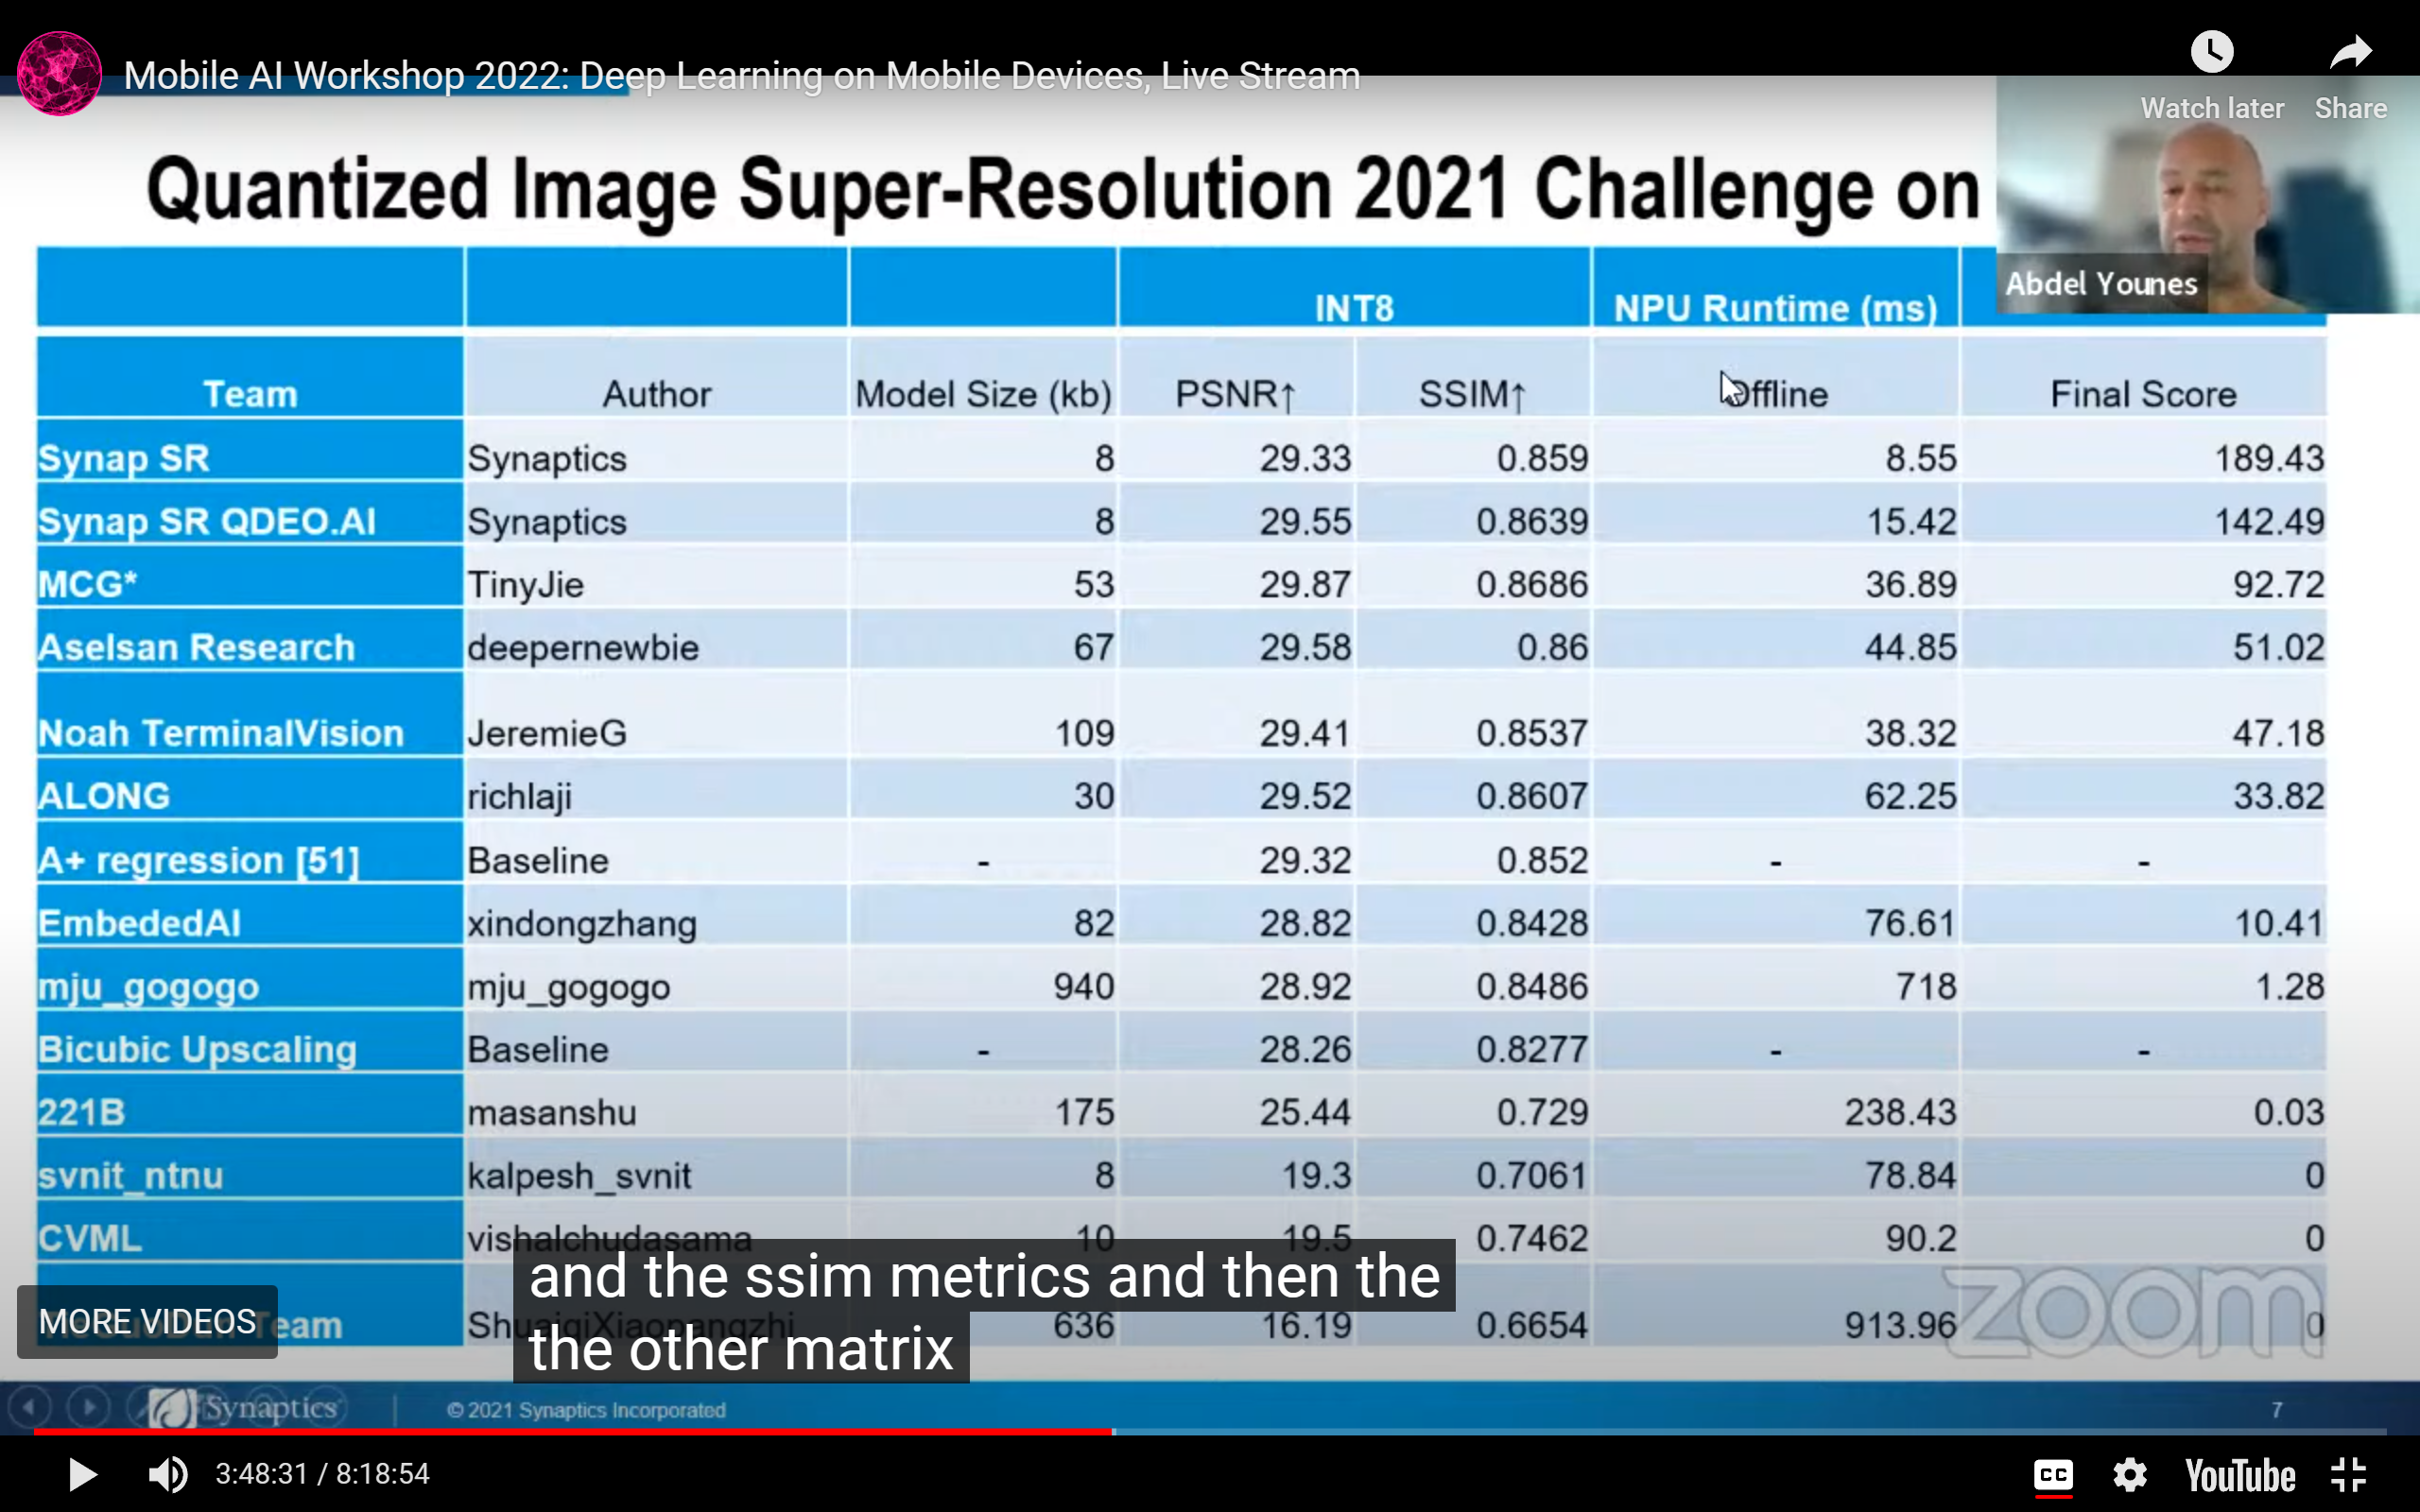 Mobile AI Workshop 2022: Deep Learning on Mobile Devices, Live Stream
Watch later Share
Quantized Image Super-Resolution 2021 Challenge on
Abdel Younes
INT8 NPU Runtime (ms)
Team Author Model Size (kb) PSNR↑ SSIM↑ Offline Final Score
Synap SR Synaptics 8 29.33 0.859 8.55 189.43
Synap SR QDEO.AI Synaptics 8 29.55 0.8639 15.42 142.49
MCG* TinyJie 53 29.87 0.8686 36.89 92.72
Aselsan Research deepernewbie 67 29.58 0.86 44.85 51.02
Noah TerminalVision JeremieG 109 29.41 0.8537 38.32 47.18
ALONG richlaji 30 29.52 0.8607 62.25 33.82
A+ regression [51] Baseline - 29.32 0.852 - -
EmbededAI xindongzhang 82 28.82 0.8428 76.61 10.41
mju_gogogo mju_gogogo 940 28.92 0.8486 718 1.28
Bicubic Upscaling Baseline - 28.26 0.8277 - -
221B masanshu 175 25.44 0.729 238.43 0.03
svnit_ntnu kalpesh_svnit 8 19.3 0.7061 78.84 0
CVML vishalchudasama 10 19.5 0.7462 90.2 0
Team ShuaiqiXiaopangzhi 636 16.19 0.6654 913.96 0
and the ssim metrics and then the
the other matrix
MORE VIDEOS
zoom
Synaptics © 2021 Synaptics Incorporated 7
3:48:31 / 8:18:54 CC YouTube